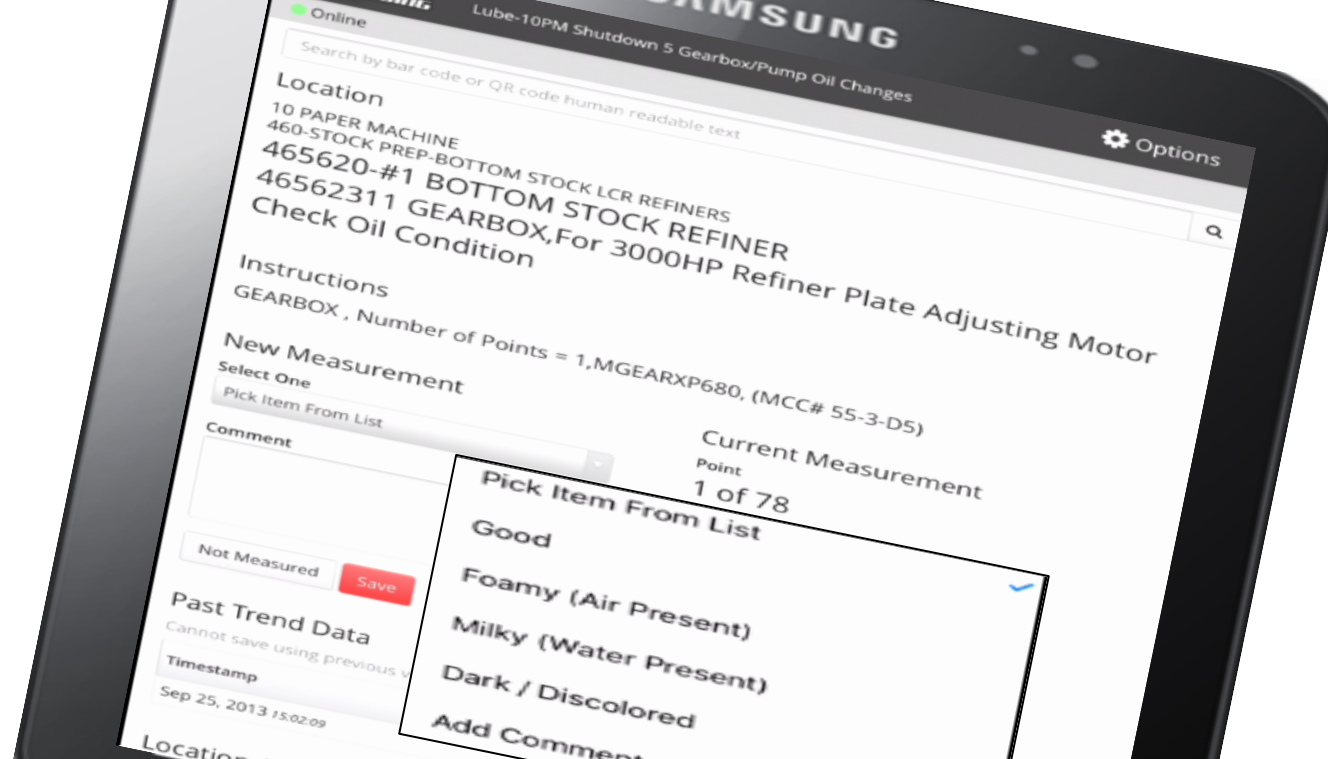 SAMSUNG
Lube-10PM Shutdown 5 Gearbox/Pump Oil Changes
Online
Options
Search by bar code or QR code human readable text
Location
10 PAPER MACHINE
460-STOCK PREP-BOTTOM STOCK LCR REFINERS
465620-#1 BOTTOM STOCK REFINER
46562311 GEARBOX,For 3000HP Refiner Plate Adjusting Motor
Check Oil Condition
Instructions
GEARBOX , Number of Points = 1,MGEARXP680, (MCC# 55-3-D5)
New Measurement
Select One
Pick Item From List
Comment
Current Measurement
Point
1 of 78
Pick Item From List
Good
Foamy (Air Present)
Milky (Water Present)
Dark / Discolored
Add Comment
Not Measured
Save
Past Trend Data
Cannot save using previous
Timestamp
Sep 25, 2013 15:02:09
Location